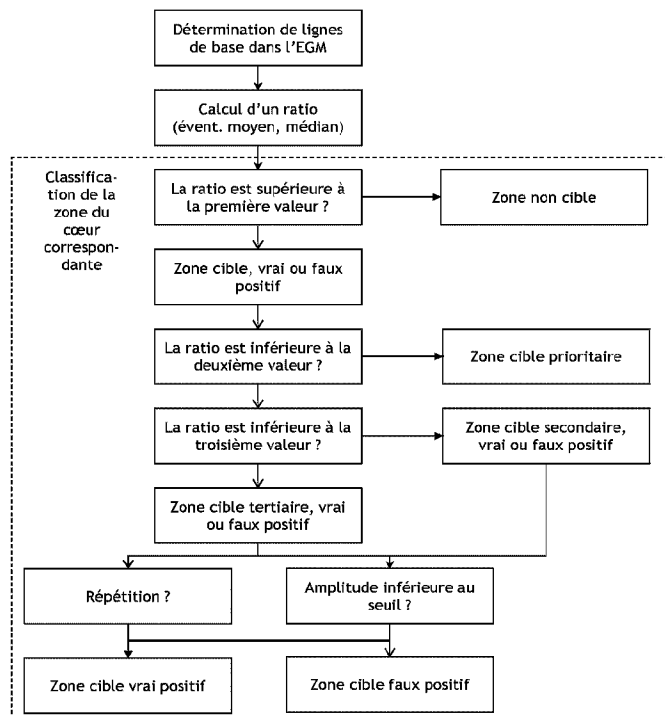 Détermination de lignes
de base dans l'EGM
Calcul d'un ratio
(évent. moyen, médian)
Classifica-
tion de la
zone du
cœur
correspon-
dante
La ratio est supérieure à
la première valeur ?
Zone non cible
Zone cible, vrai ou faux
positif
La ratio est inférieure à la
deuxième valeur ?
Zone cible prioritaire
La ratio est inférieure à la
troisième valeur ?
Zone cible secondaire,
vrai ou faux positif
Zone cible tertiaire, vrai
ou faux positif
Répétition ?
Amplitude inférieure au
seuil ?
Zone cible vrai positif
Zone cible faux positif